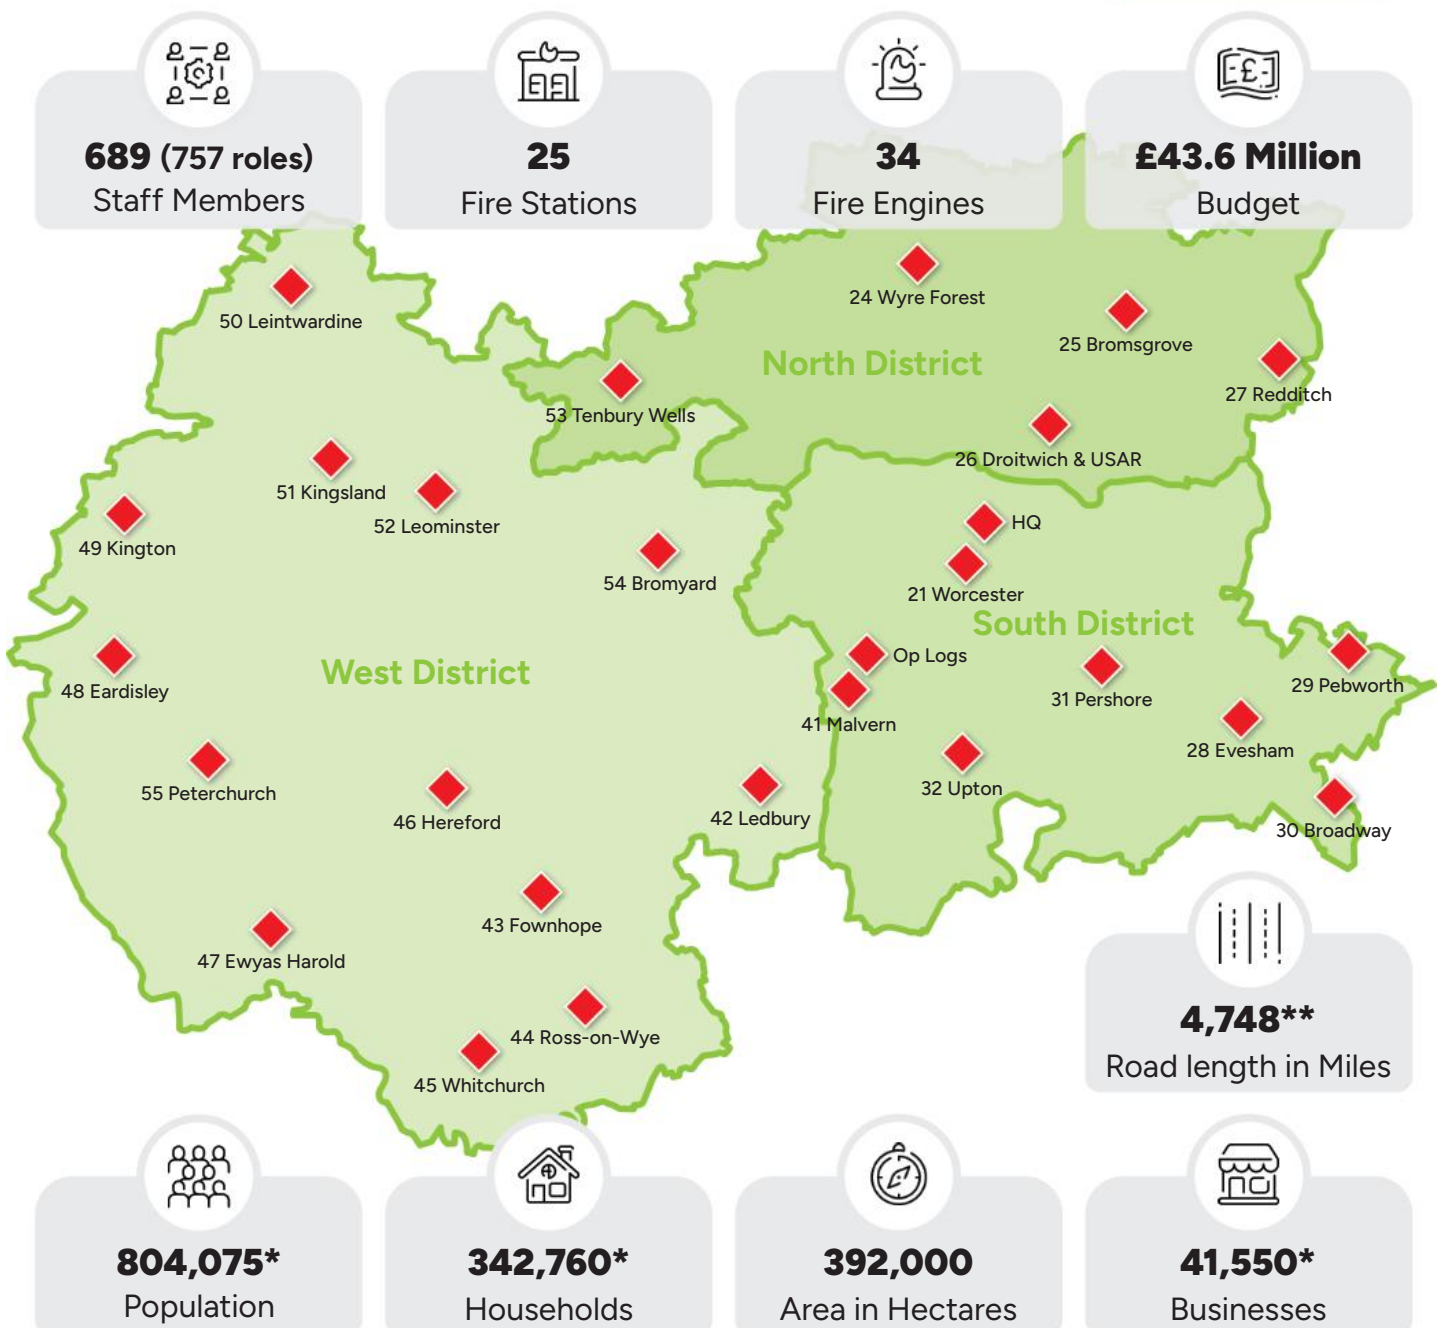 689 (757 roles)
Staff Members
25
Fire Stations
34
Fire Engines
£43.6 Million
Budget
50 Leintwardine
24 Wyre Forest
25 Bromsgrove
North District
27 Redditch
53 Tenbury Wells
26 Droitwich & USAR
51 Kingsland
52 Leominster
49 Kington
HQ
54 Bromyard
21 Worcester
South District
Op Logs
West District
48 Eardisley
29 Pebworth
31 Pershore
41 Malvern
28 Evesham
55 Peterchurch
32 Upton
46 Hereford
42 Ledbury
30 Broadway
43 Fownhope
47 Ewyas Harold
44 Ross-on-Wye
45 Whitchurch
4,748**
Road length in Miles
804,075*
Population
342,760*
Households
392,000
Area in Hectares
41,550*
Businesses